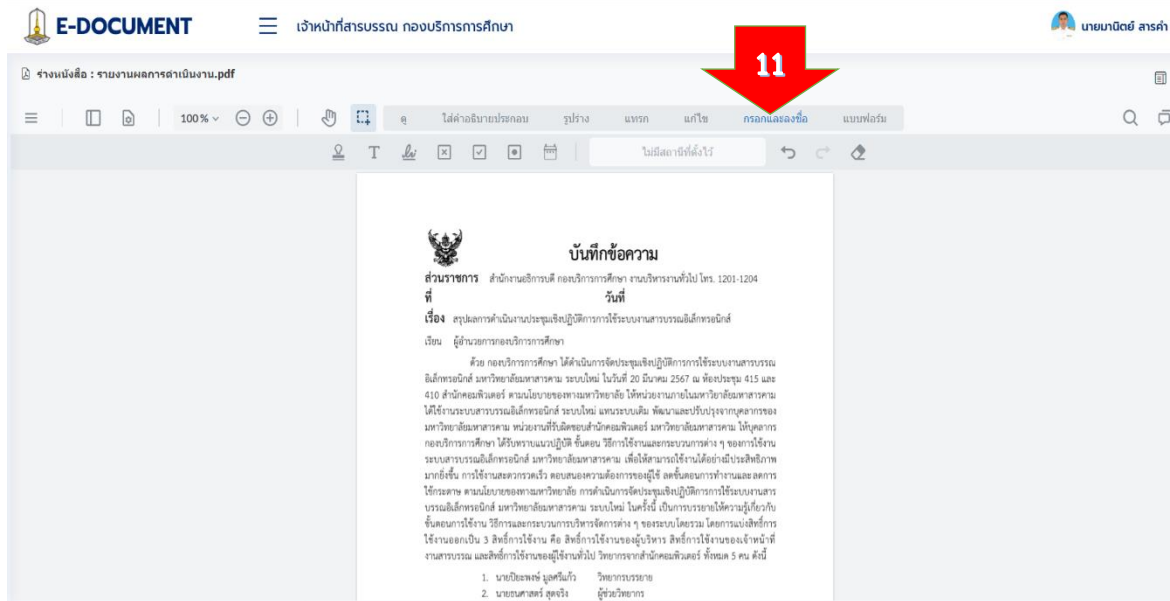 E-DOCUMENT
เจ้าหน้าที่สารบรรณ กองบริการการศึกษา
นายมานิตย์ สารคำ
11
ร่างหนังสือ : รายงานผลการดำเนินงาน.pdf
100%
ดู ใส่คำอธิบายประกอบ รูปร่าง แทรก แก้ไข กรอกและลงชื่อ แบบฟอร์ม
T ไม่มีสถานีที่ตั้งไว้
บันทึกข้อความ
ส่วนราชการ สำนักงานอธิการบดี กองบริการการศึกษา งานบริหารงานทั่วไป โทร. 1201-1204
ที่ วันที่
เรื่อง สรุปผลการดำเนินงานประชุมเชิงปฏิบัติการการใช้ระบบงานสารบรรณอิเล็กทรอนิกส์
เรียน ผู้อำนวยการกองบริการการศึกษา
ด้วย กองบริการการศึกษา ได้ดำเนินการจัดประชุมเชิงปฏิบัติการการใช้ระบบงานสารบรรณ
อิเล็กทรอนิกส์ มหาวิทยาลัยมหาสารคาม ระบบใหม่ ในวันที่ 20 มีนาคม 2567 ณ ห้องประชุม 415 และ
410 สำนักคอมพิวเตอร์ ตามนโยบายของทางมหาวิทยาลัย ให้หน่วยงานภายในมหาวิทยาลัยมหาสารคาม
ได้ใช้งานระบบสารบรรณอิเล็กทรอนิกส์ ระบบใหม่ แทนระบบเดิม พัฒนาและปรับปรุงจากบุคลากรของ
มหาวิทยาลัยมหาสารคาม หน่วยงานที่รับผิดชอบสำนักคอมพิวเตอร์ มหาวิทยาลัยมหาสารคาม ให้บุคลากร
กองบริการการศึกษา ได้รับทราบแนวปฏิบัติ ขั้นตอน วิธีการใช้งานและกระบวนการต่าง ๆ ของการใช้งาน
ระบบสารบรรณอิเล็กทรอนิกส์ มหาวิทยาลัยมหาสารคาม เพื่อให้สามารถใช้งานได้อย่างมีประสิทธิภาพ
มากยิ่งขึ้น การใช้งานสะดวกรวดเร็ว ตอบสนองความต้องการของผู้ใช้ ลดขั้นตอนการทำงานและลดการ
ใช้กระดาษ ตามนโยบายของทางมหาวิทยาลัย การดำเนินการจัดประชุมเชิงปฏิบัติการการใช้ระบบงานสาร
บรรณอิเล็กทรอนิกส์ มหาวิทยาลัยมหาสารคาม ระบบใหม่ ในครั้งนี้ เป็นการบรรยายให้ความรู้เกี่ยวกับ
ขั้นตอนการใช้งาน วิธีการและกระบวนการบริหารจัดการต่าง ๆ ของระบบโดยรวม โดยการแบ่งสิทธิ์การ
ใช้งานออกเป็น 3 สิทธิ์การใช้งาน คือ สิทธิ์การใช้งานของผู้บริหาร สิทธิ์การใช้งานของเจ้าหน้าที่
งานสารบรรณ และสิทธิ์การใช้งานของผู้ใช้งานทั่วไป วิทยากรจากสำนักคอมพิวเตอร์ ทั้งหมด 5 คน ดังนี้
1. นายปิยะพงษ์ มูลศรีแก้ว วิทยากรบรรยาย
2. นายธนศาสตร์ สุดจริง ผู้ช่วยวิทยากร